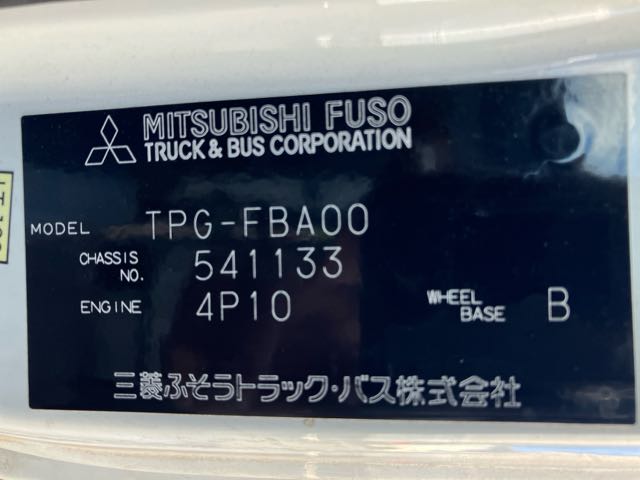 MITSUBISHI FUSO
TRUCK & BUS CORPORATION
MODEL TPG-FBA00
CHASSIS NO. 541133
ENGINE 4P10 WHEEL BASE B
三菱ふそうトラック・バス株式会社